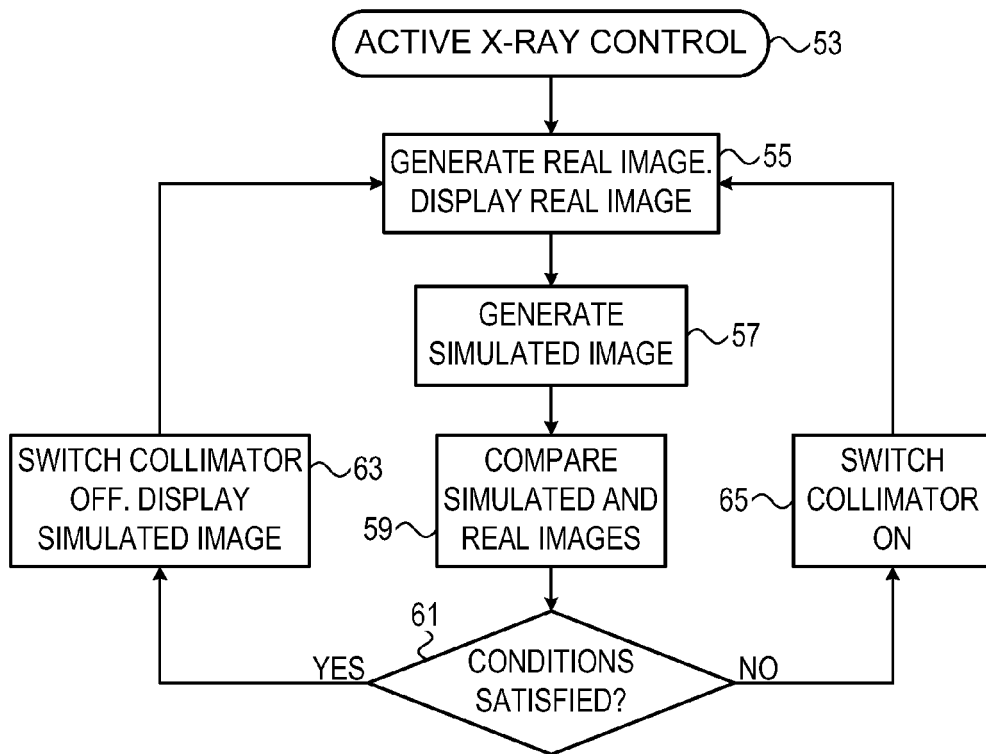 ACTIVE X-RAY CONTROL
53
GENERATE REAL IMAGE.
DISPLAY REAL IMAGE
55
GENERATE
SIMULATED IMAGE
57
SWITCH COLLIMATOR
OFF. DISPLAY
SIMULATED IMAGE
63
COMPARE
SIMULATED AND
REAL IMAGES
59
SWITCH
COLLIMATOR
ON
65
61
YES
CONDITIONS
SATISFIED?
NO